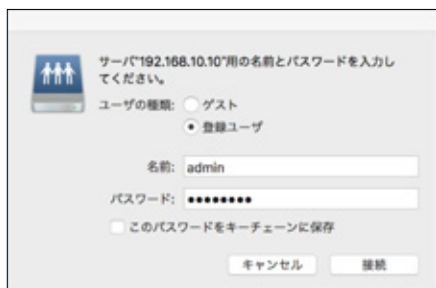 サーバ"192.168.10.10"用の名前とパスワードを入力し
てください。
ユーザの種類: ゲスト
登録ユーザ
名前: admin
パスワード: ••••••••
このパスワードをキーチェーンに保存
キャンセル 接続